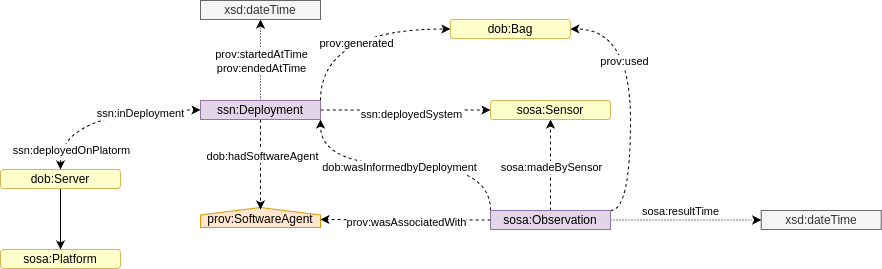 xsd:dateTime
dob:Bag
prov:generated
prov:startedAtTime
prov:endedAtTime
prov:used
ssn:inDeployment
ssn:Deployment
ssn:deployedSystem
sosa:Sensor
ssn:deployedOnPlatorm
dob:hadSoftwareAgent
dob:wasInformedbyDeployment
sosa:madeBySensor
dob:Server
prov:SoftwareAgent
prov:wasAssociatedWith
sosa:Observation
sosa:resultTime
xsd:dateTime
sosa:Platform